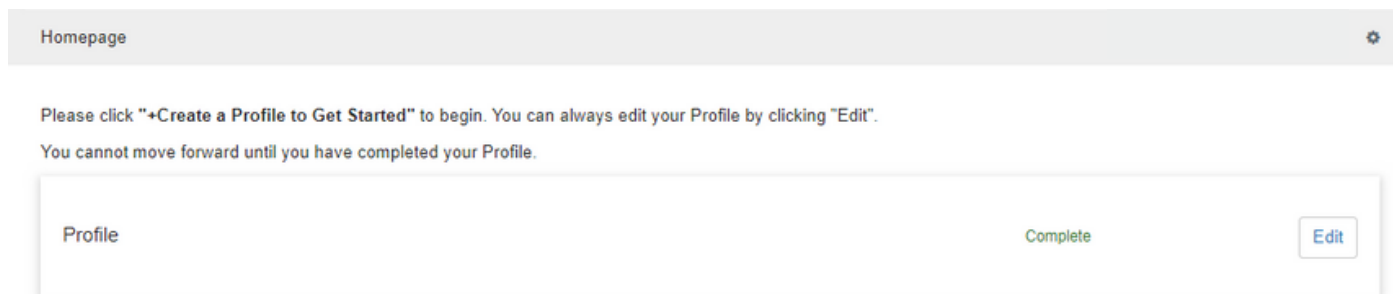 Homepage
Please click "+Create a Profile to Get Started" to begin. You can always edit your Profile by clicking "Edit".
You cannot move forward until you have completed your Profile.
Profile Complete Edit